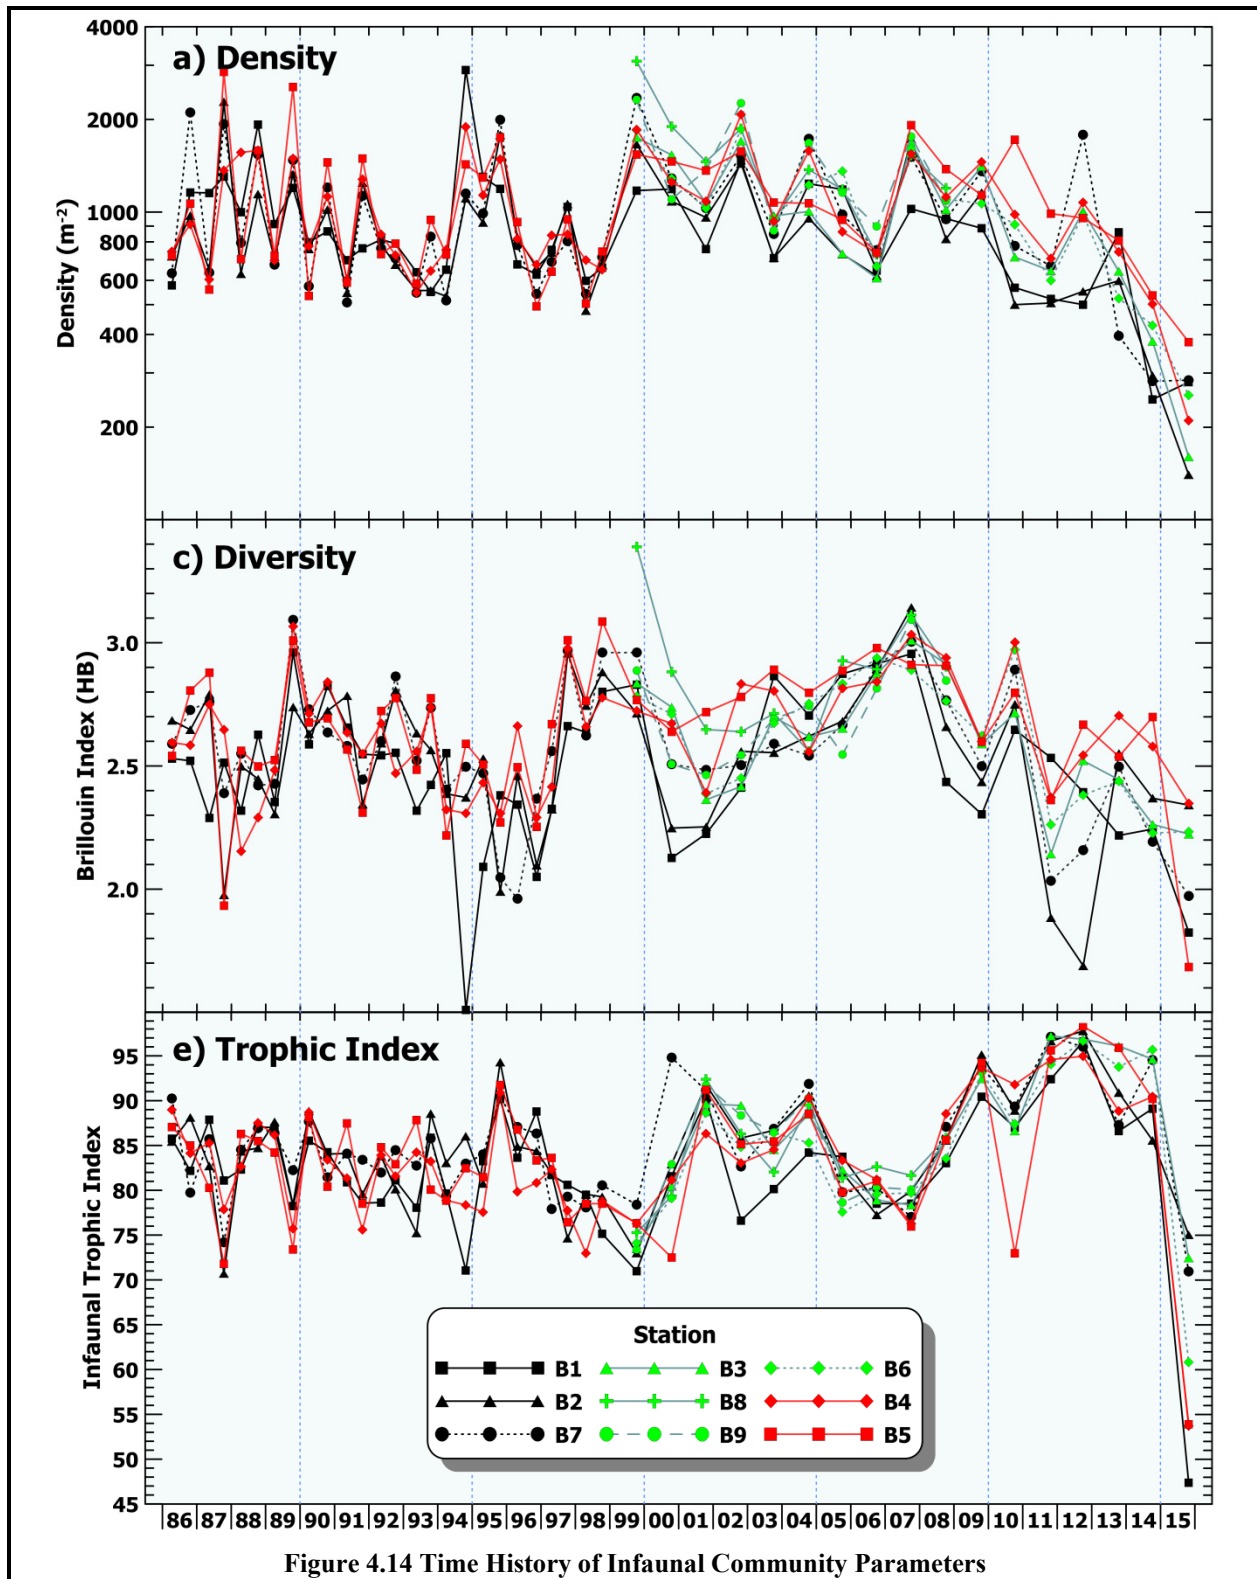 a) Density
4000
2000
1000
800
600
400
200
Density (m⁻²)
c) Diversity
3.0
2.5
2.0
Brillouin Index (HB)
e) Trophic Index
95
90
85
80
75
70
65
60
55
50
45
Infaunal Trophic Index
Station
B1 B3 B6
B2 B8 B4
B7 B9 B5
86 87 88 89 90 91 92 93 94 95 96 97 98 99 00 01 02 03 04 05 06 07 08 09 10 11 12 13 14 15
Figure 4.14 Time History of Infaunal Community Parameters